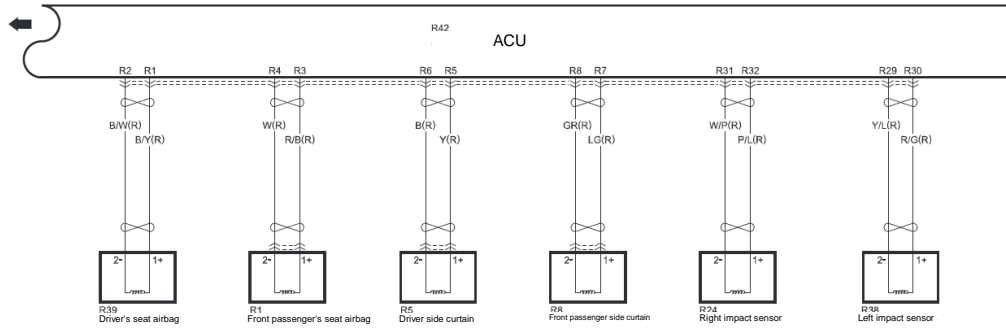 R42
ACU
R2 R1 R4 R3 R6 R5 R8 R7 R31 R32 R29 R30
B/W(R) W(R) B(R) GR(R) W/P(R) Y/L(R)
B/Y(R) R/B(R) Y(R) LG(R) P/L(R) R/G(R)
2- 1+ 2- 1+ 2- 1+ 2- 1+ 2- 1+ 2- 1+
R39 R1 R5 R8 R24 R38
Driver's seat airbag Front passenger's seat airbag Driver side curtain Front passenger side curtain Right impact sensor Left impact sensor